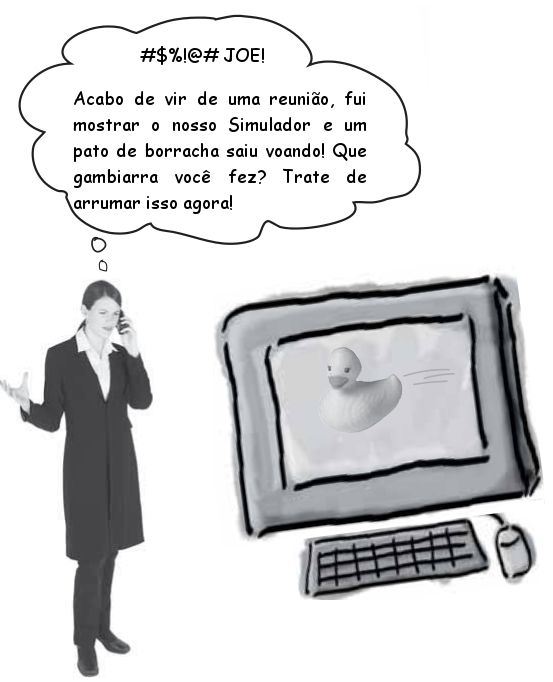 #$%!@# JOE!
Acabo de vir de uma reunião, fui
mostrar o nosso Simulador e um
pato de borracha saiu voando! Que
gambiarra você fez? Trate de
arrumar isso agora!